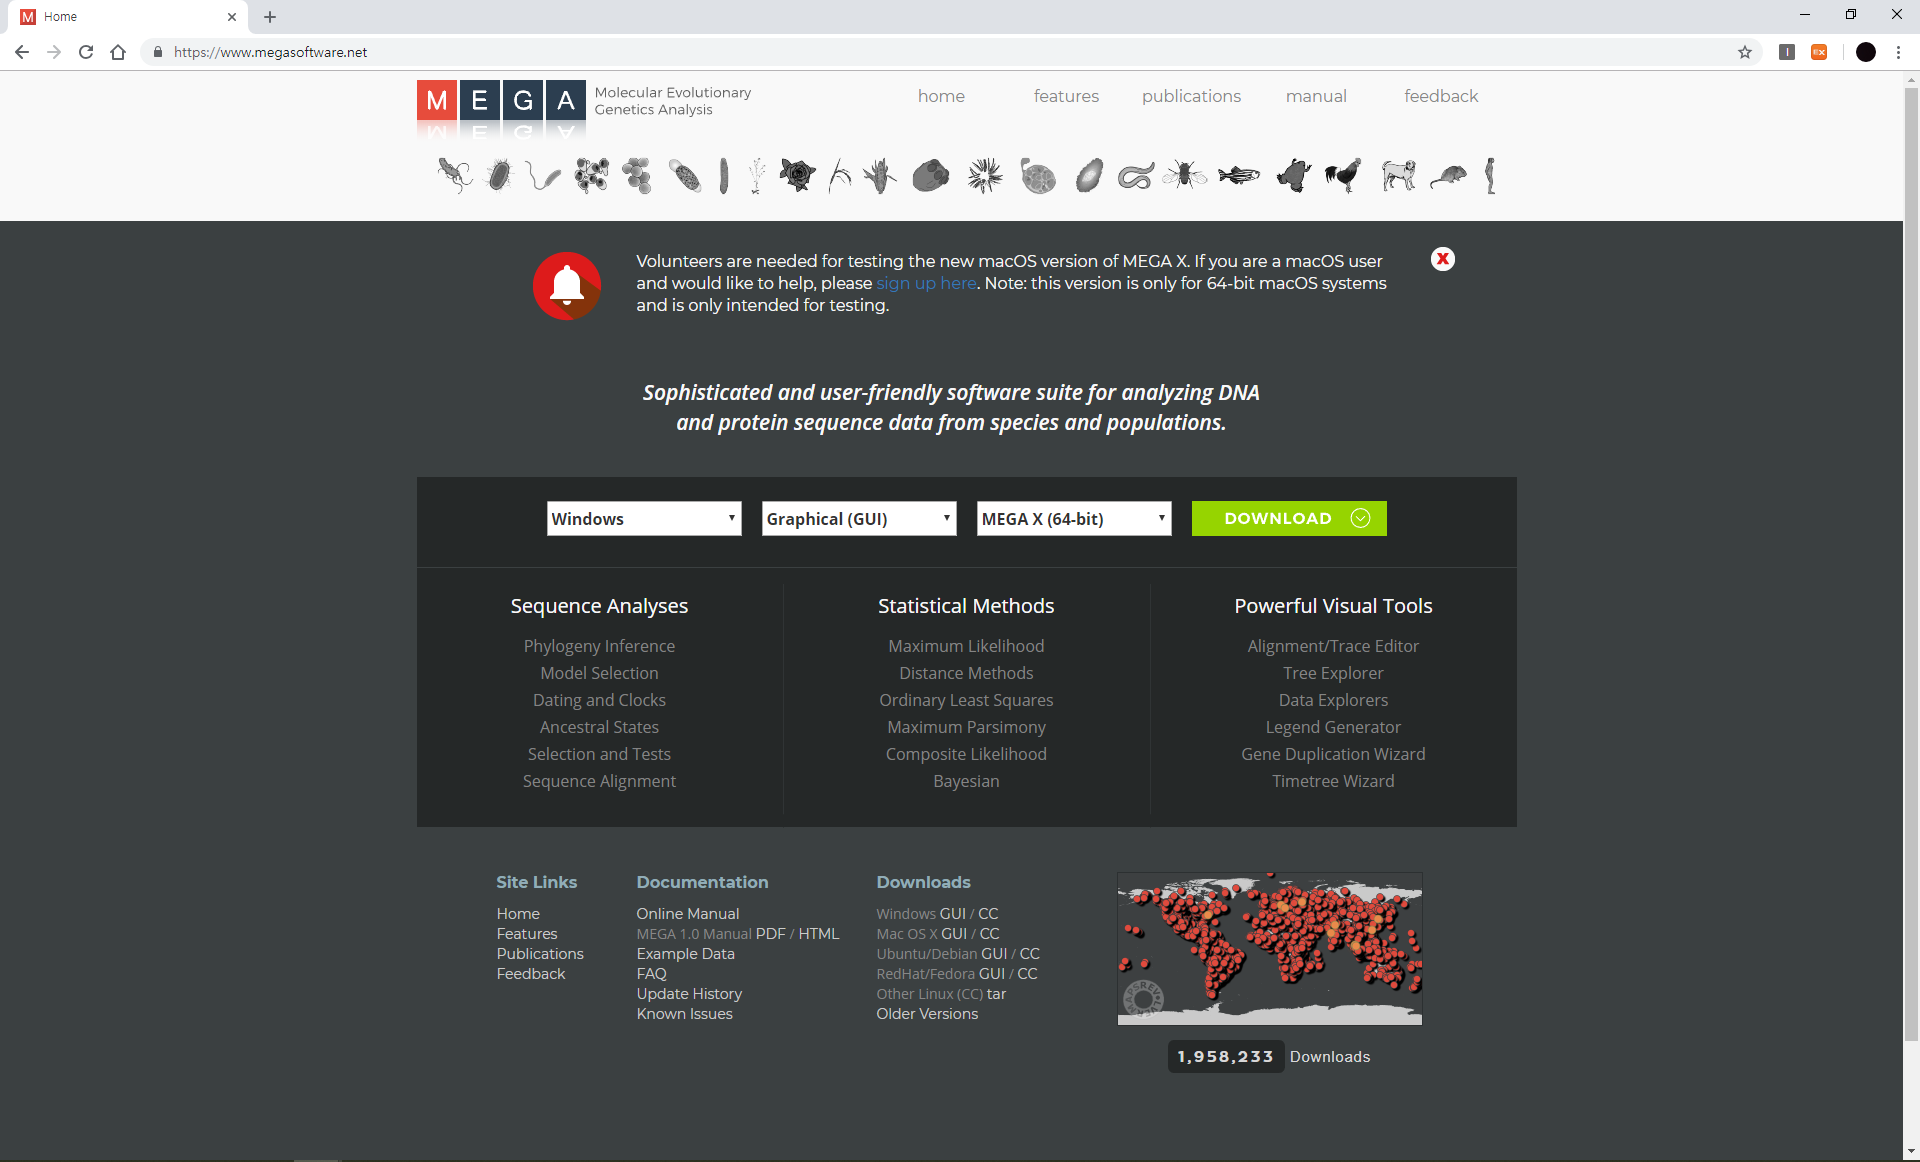 M Home
https://www.megasoftware.net
M E G A
Molecular Evolutionary
Genetics Analysis
home features publications manual feedback
Volunteers are needed for testing the new macOS version of MEGA X. If you are a macOS user
and would like to help, please sign up here. Note: this version is only for 64-bit macOS systems
and is only intended for testing.
X
Sophisticated and user-friendly software suite for analyzing DNA
and protein sequence data from species and populations.
Windows Graphical (GUI) MEGA X (64-bit) DOWNLOAD
Sequence Analyses
Phylogeny Inference
Model Selection
Dating and Clocks
Ancestral States
Selection and Tests
Sequence Alignment
Statistical Methods
Maximum Likelihood
Distance Methods
Ordinary Least Squares
Maximum Parsimony
Composite Likelihood
Bayesian
Powerful Visual Tools
Alignment/Trace Editor
Tree Explorer
Data Explorers
Legend Generator
Gene Duplication Wizard
Timetree Wizard
Site Links
Home
Features
Publications
Feedback
Documentation
Online Manual
MEGA 1.0 Manual PDF / HTML
Example Data
FAQ
Update History
Known Issues
Downloads
Windows GUI / CC
Mac OS X GUI / CC
Ubuntu/Debian GUI / CC
RedHat/Fedora GUI / CC
Other Linux (CC) tar
Older Versions
1,958,233 Downloads